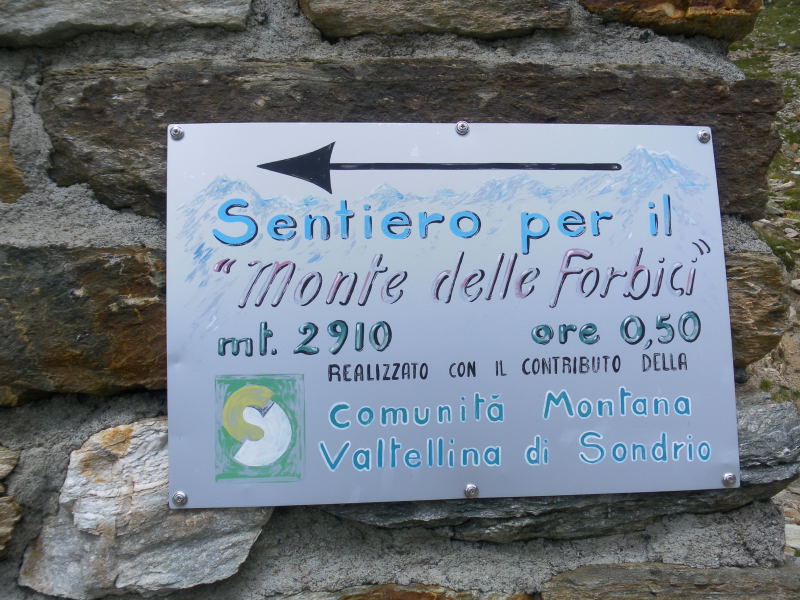 Sentiero per il
"Monte delle Forbici"
mt. 2910 ore 0,50
REALIZZATO CON IL CONTRIBUTO DELLA
Comunità Montana
Valtellina di Sondrio